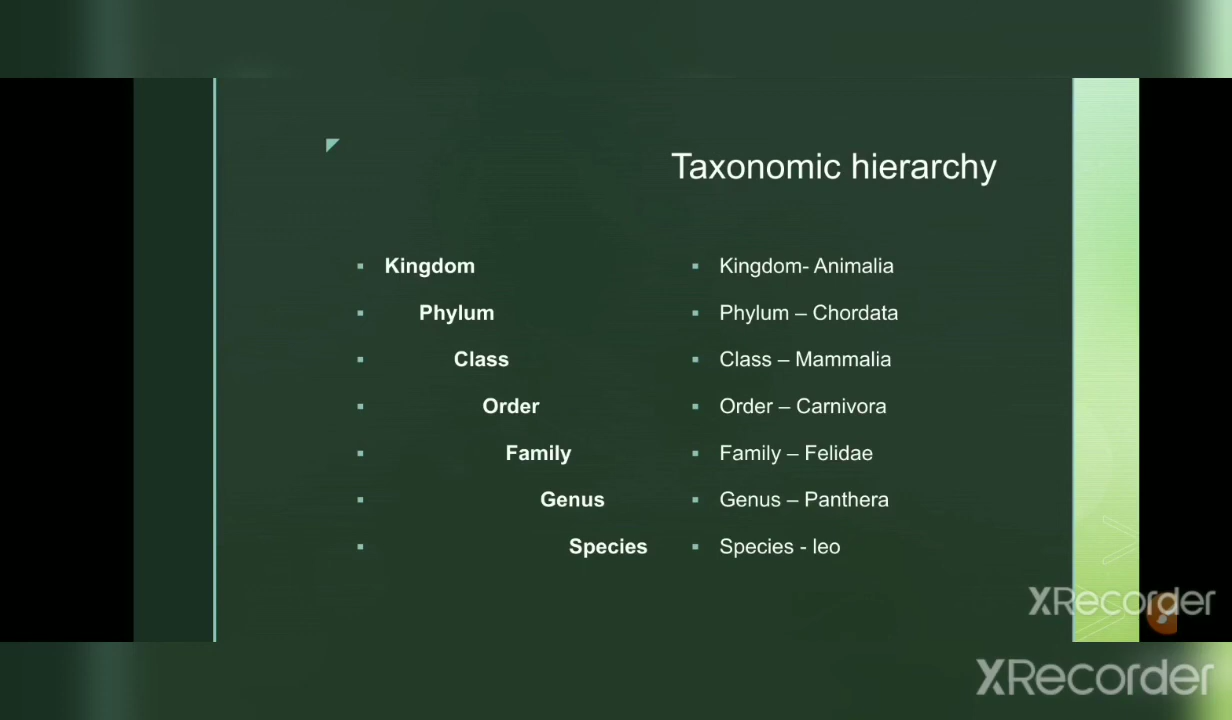 Taxonomic hierarchy
Kingdom
Phylum
Class
Order
Family
Genus
Species
Kingdom- Animalia
Phylum – Chordata
Class – Mammalia
Order – Carnivora
Family – Felidae
Genus – Panthera
Species - leo
XRecorder
XRecorder